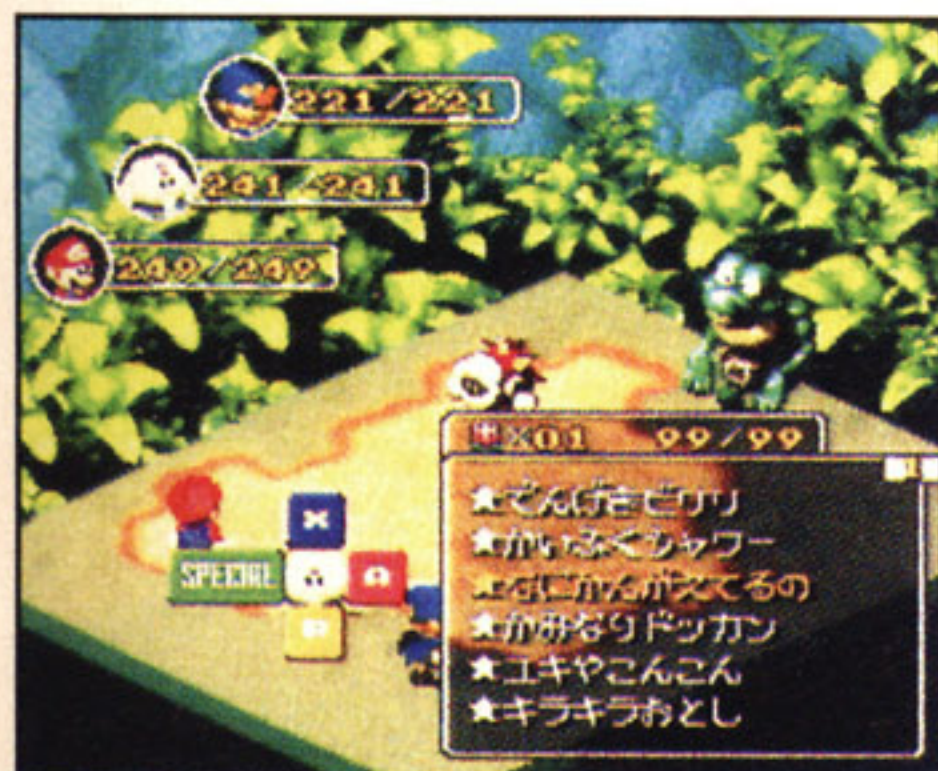 221/221
241/241
249/249
×01 99/99
SPECIAL
★でんげきビリリ
★かいふくシャワー
★なにかんがえてるの
★かみなりドッカン
★ユキやこんこん
★キラキラおとし